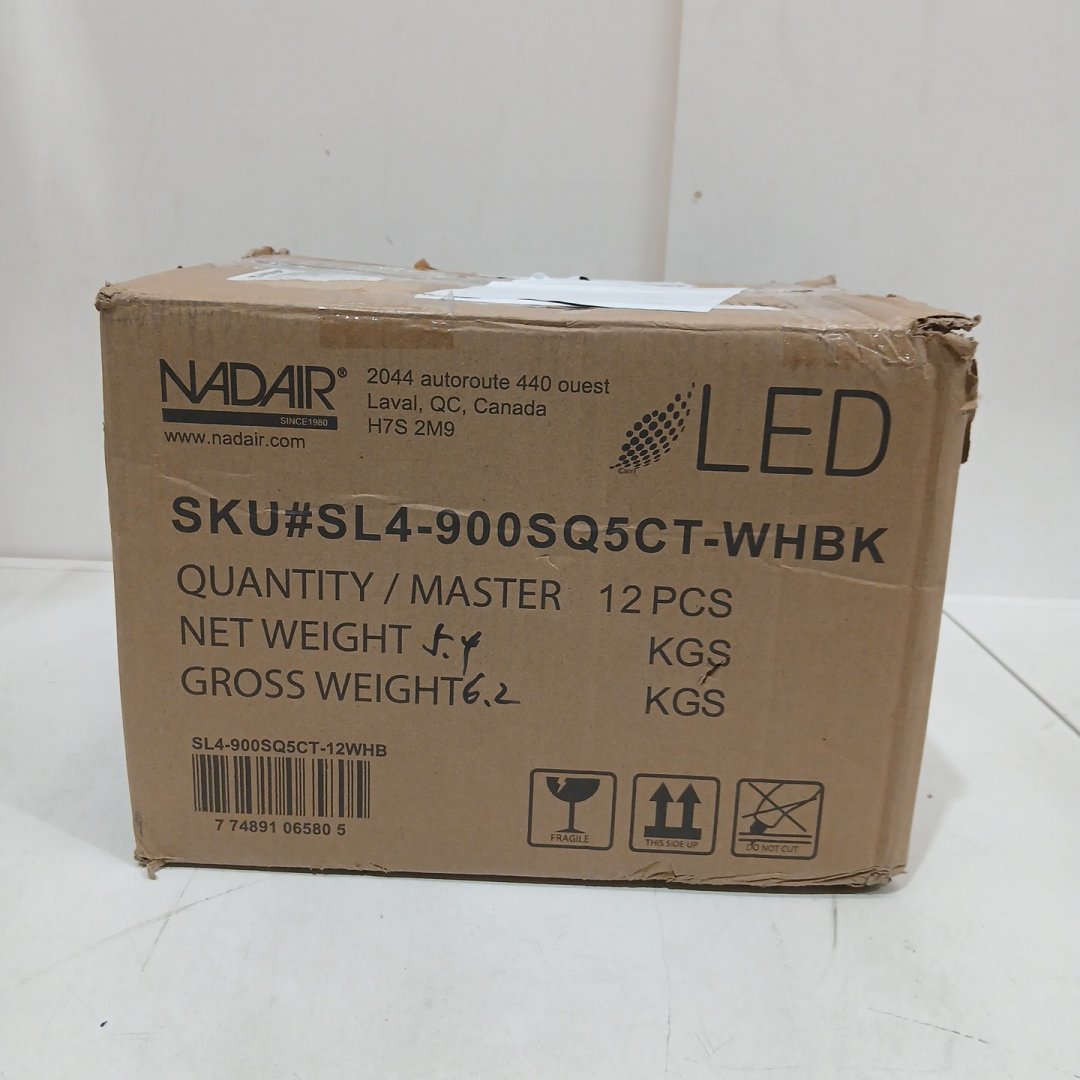 NADAIR®
SINCE1980
www.nadair.com
2044 autoroute 440 ouest
Laval, QC, Canada
H7S 2M9
LED
©2017
SKU#SL4-900SQ5CT-WHBK
QUANTITY / MASTER 12 PCS
NET WEIGHT 5.4 KGS
GROSS WEIGHT 6.2 KGS
SL4-900SQ5CT-12WHB
7 74891 06580 5
FRAGILE
THIS SIDE UP
DO NOT CUT